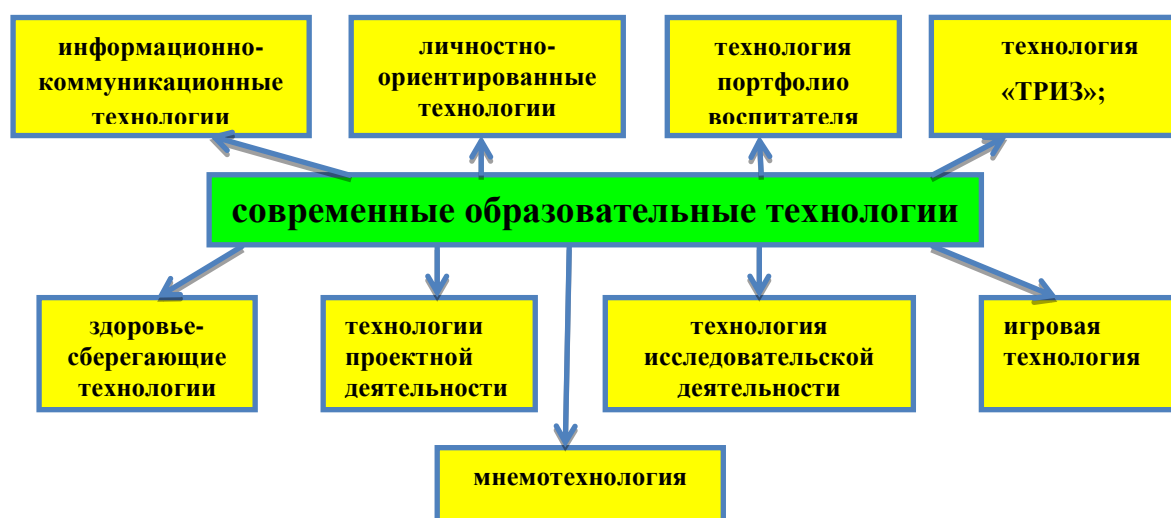 информационно-
коммуникационные
технологии
личностно-
ориентированные
технологии
технология
портфолио
воспитателя
технология
«ТРИЗ»;
современные образовательные технологии
здоровье-
сберегающие
технологии
технологии
проектной
деятельности
технология
исследовательской
деятельности
игровая
технология
мнемотехнология